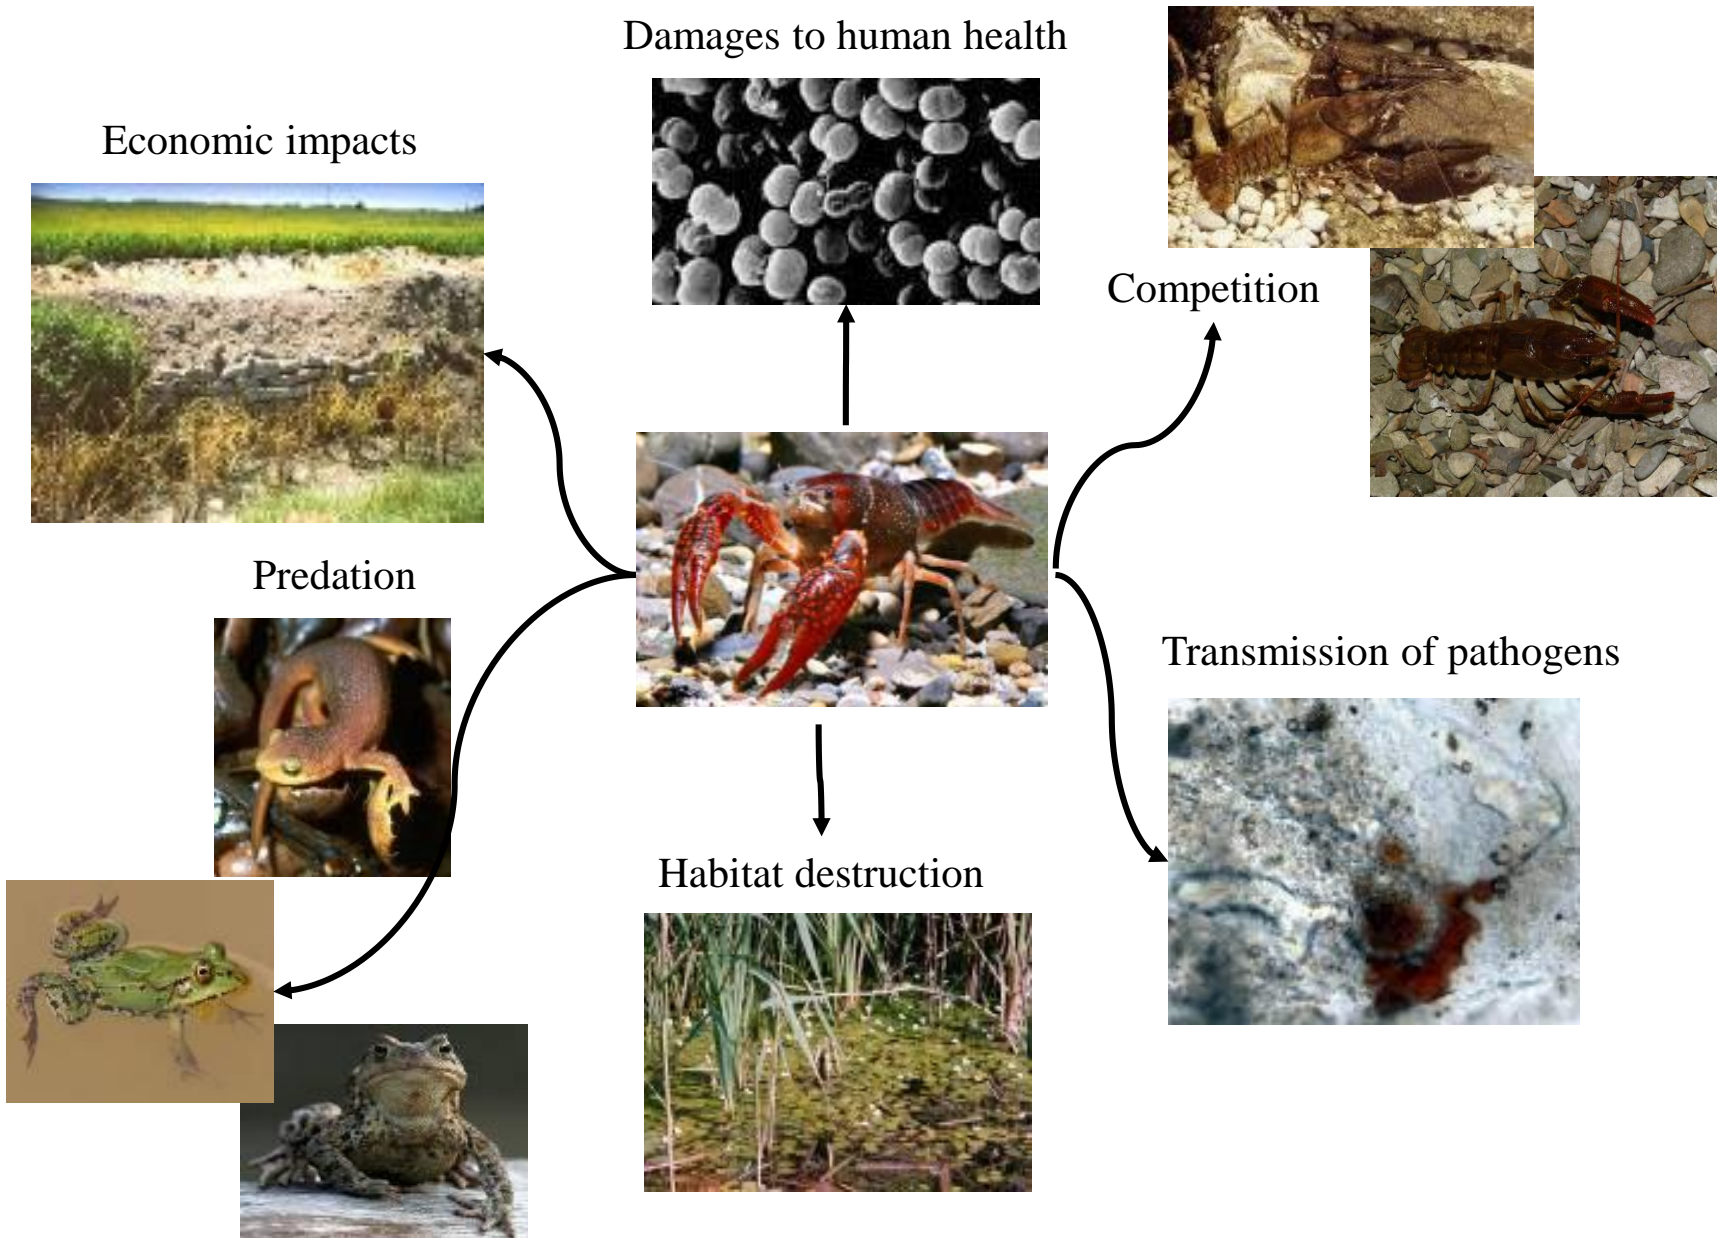 Damages to human health
Economic impacts
Competition
Predation
Transmission of pathogens
Habitat destruction